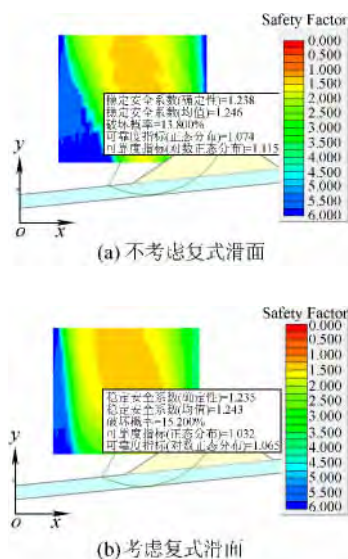 Safety Factor
0.000
0.500
1.000
1.500
2.000
2.500
3.000
3.500
4.000
4.500
5.000
5.500
6.000
稳定安全系数(确定性)=1.238
稳定安全系数(均值)=1.246
破坏概率=13.800%
可靠度指标(正态分布)=1.074
可靠度指标(对数正态分布)=1.115
y
o
x
(a) 不考虑复式滑面
Safety Factor
0.000
0.500
1.000
1.500
2.000
2.500
3.000
3.500
4.000
4.500
5.000
5.500
6.000
稳定安全系数(确定性)=1.235
稳定安全系数(均值)=1.243
破坏概率=15.200%
可靠度指标(正态分布)=1.032
可靠度指标(对数正态分布)=1.065
y
o
x
(b) 考虑复式滑面